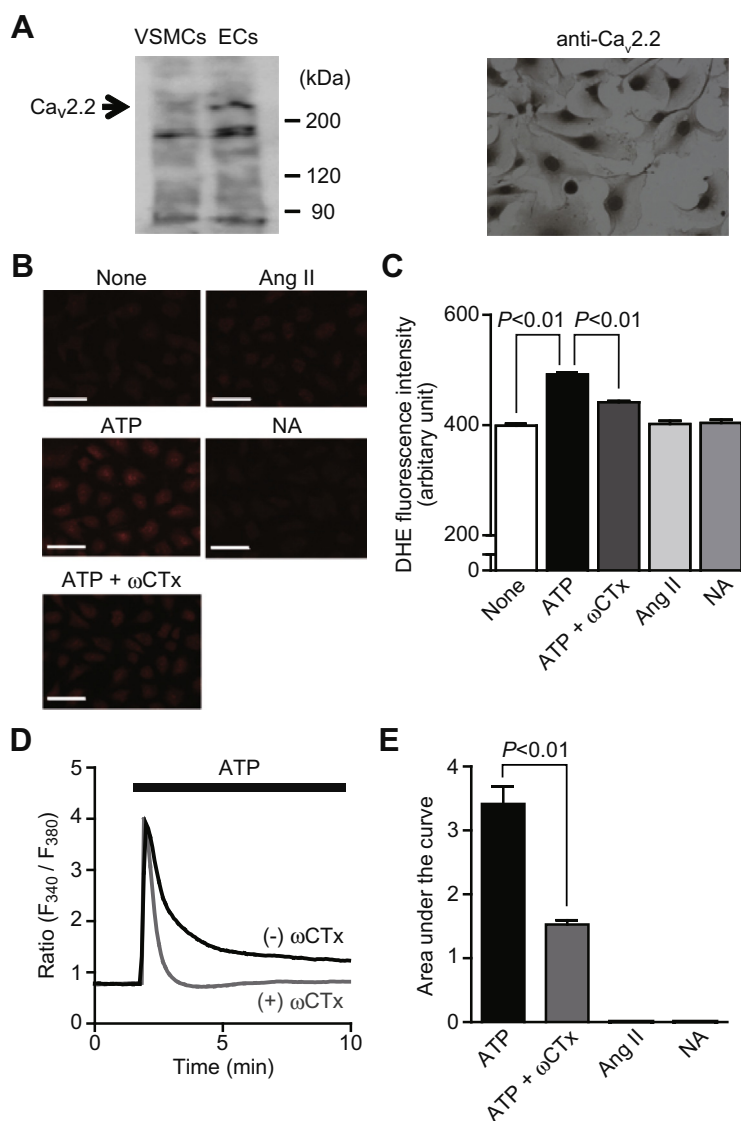 A
VSMCs ECs
(kDa)
Cav2.2
200
120
90
anti-Cav2.2
B
None
Ang II
ATP
NA
ATP + ωCTx
C
DHE fluorescence intensity
(arbitary unit)
600
400
200
0
P<0.01 P<0.01
None
ATP
ATP + ωCTx
Ang II
NA
D
ATP
Ratio (F340 / F380)
5
4
3
2
1
0
(-) ωCTx
(+) ωCTx
0 5 10
Time (min)
E
P<0.01
Area under the curve
4
3
2
1
0
ATP
ATP + ωCTx
Ang II
NA